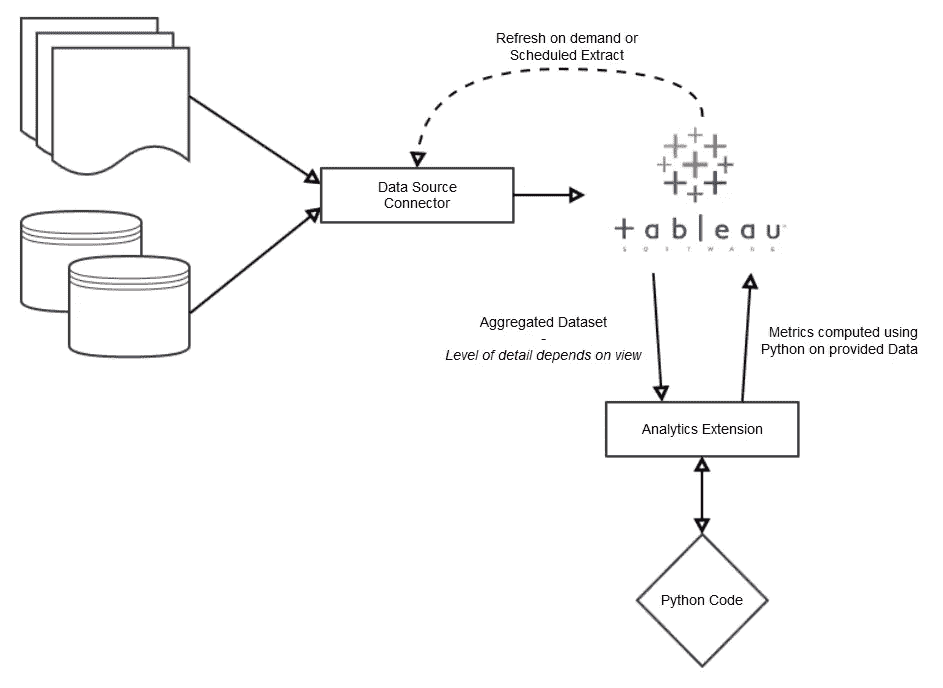 Refresh on demand or
Scheduled Extract
Data Source
Connector
tableau
SOFTWARE
Aggregated Dataset
-
Level of detail depends on view
Metrics computed using
Python on provided Data
Analytics Extension
Python Code